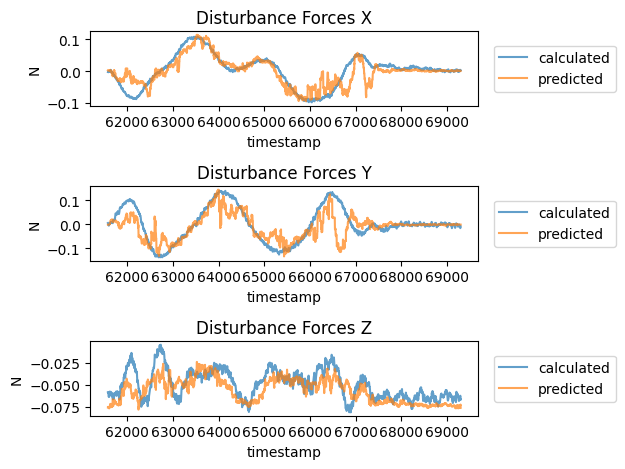 Disturbance Forces X
0.1
0.0
−0.1
N
62000 63000 64000 65000 66000 67000 68000 69000
timestamp
calculated
predicted
Disturbance Forces Y
0.1
0.0
−0.1
N
62000 63000 64000 65000 66000 67000 68000 69000
timestamp
calculated
predicted
Disturbance Forces Z
−0.025
−0.050
−0.075
N
62000 63000 64000 65000 66000 67000 68000 69000
timestamp
calculated
predicted